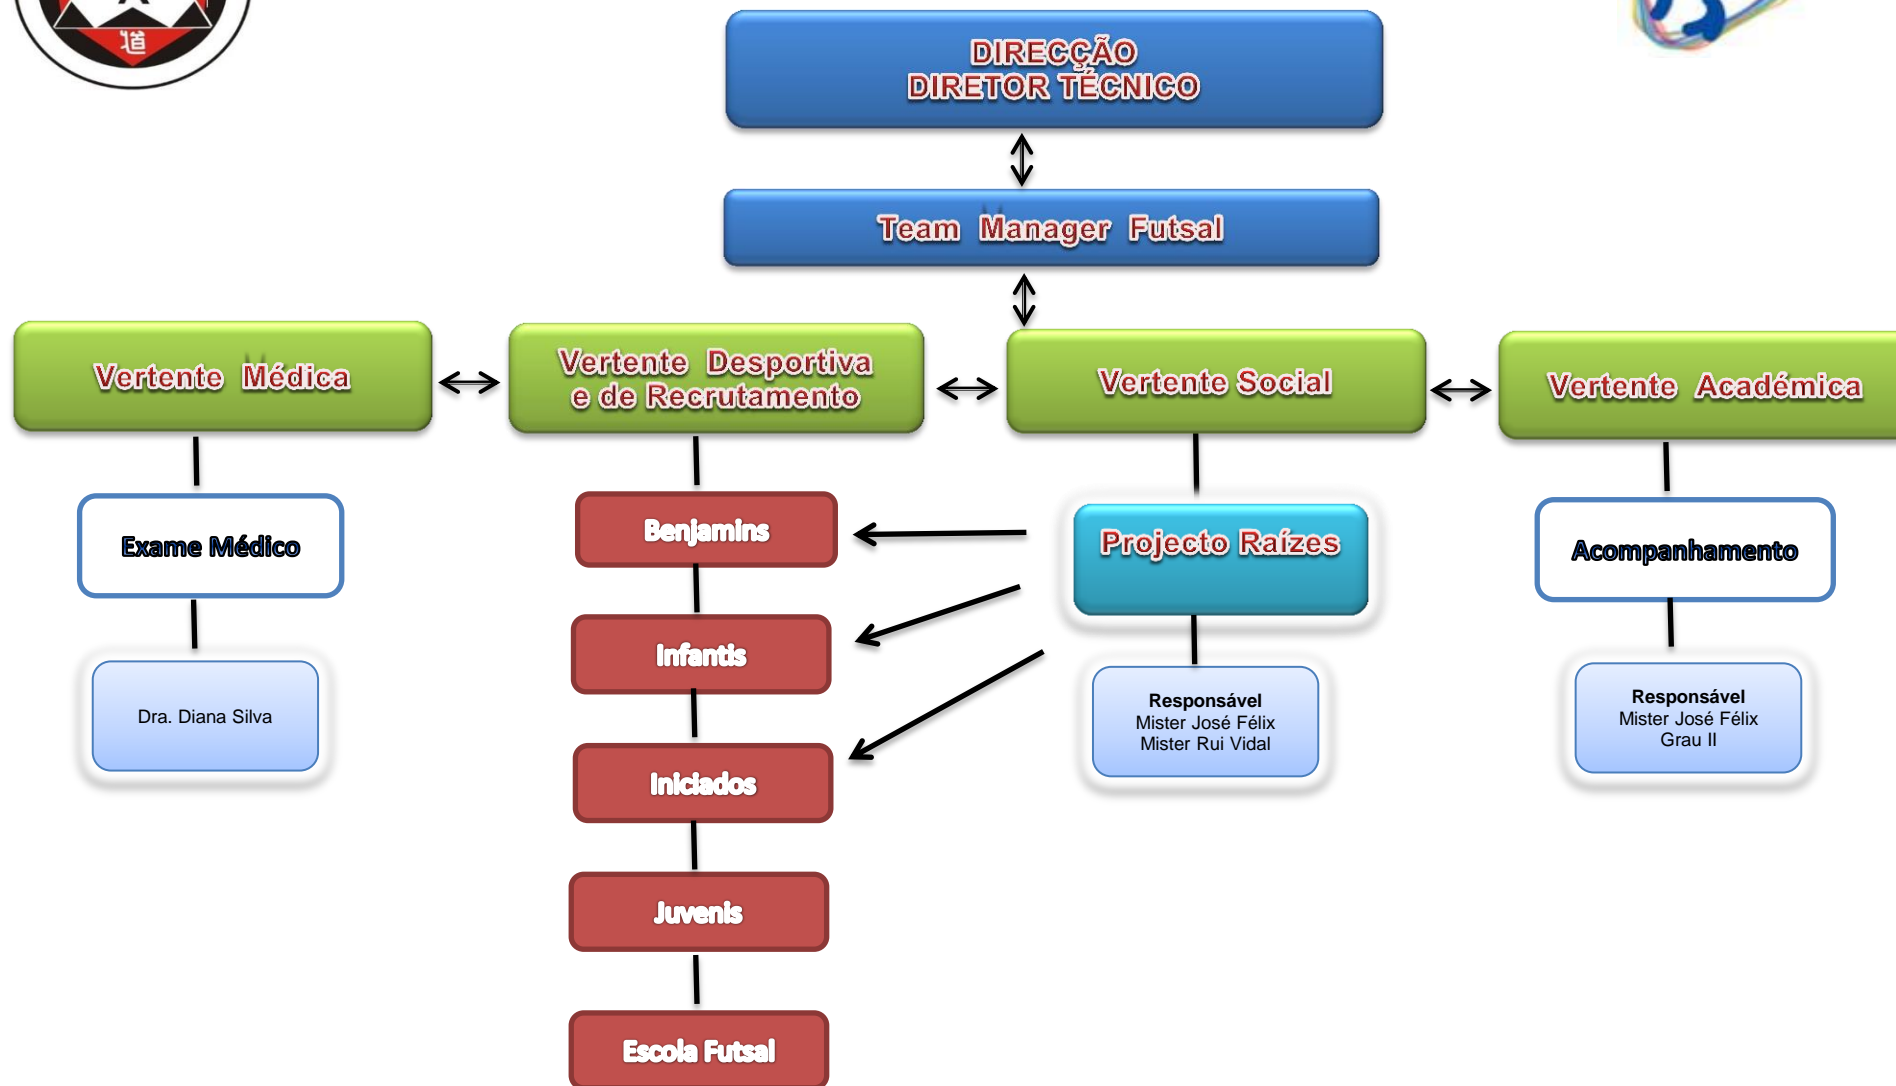 道
DIRECÇÃO
DIRETOR TÉCNICO
Team Manager Futsal
Vertente Médica
Vertente Desportiva
e de Recrutamento
Vertente Social
Vertente Académica
Exame Médico
Dra. Diana Silva
Benjamins
Infantis
Iniciados
Juvenis
Escola Futsal
Projecto Raízes
Responsável
Mister José Félix
Mister Rui Vidal
Acompanhamento
Responsável
Mister José Félix
Grau II